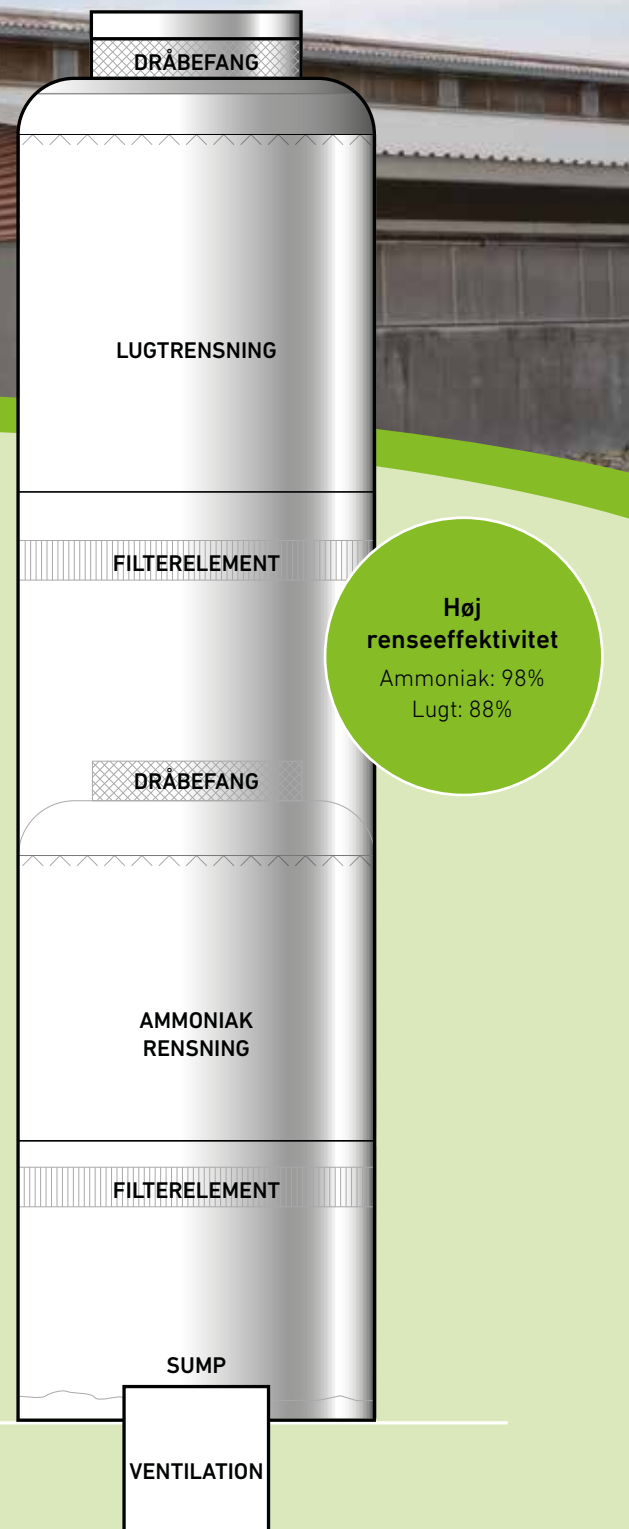 DRÅBEFANG
LUGTRENSNING
FILTERELEMENT
Høj
renseeffektivitet
Ammoniak: 98%
Lugt: 88%
DRÅBEFANG
AMMONIAK
RENSNING
FILTERELEMENT
SUMP
VENTILATION